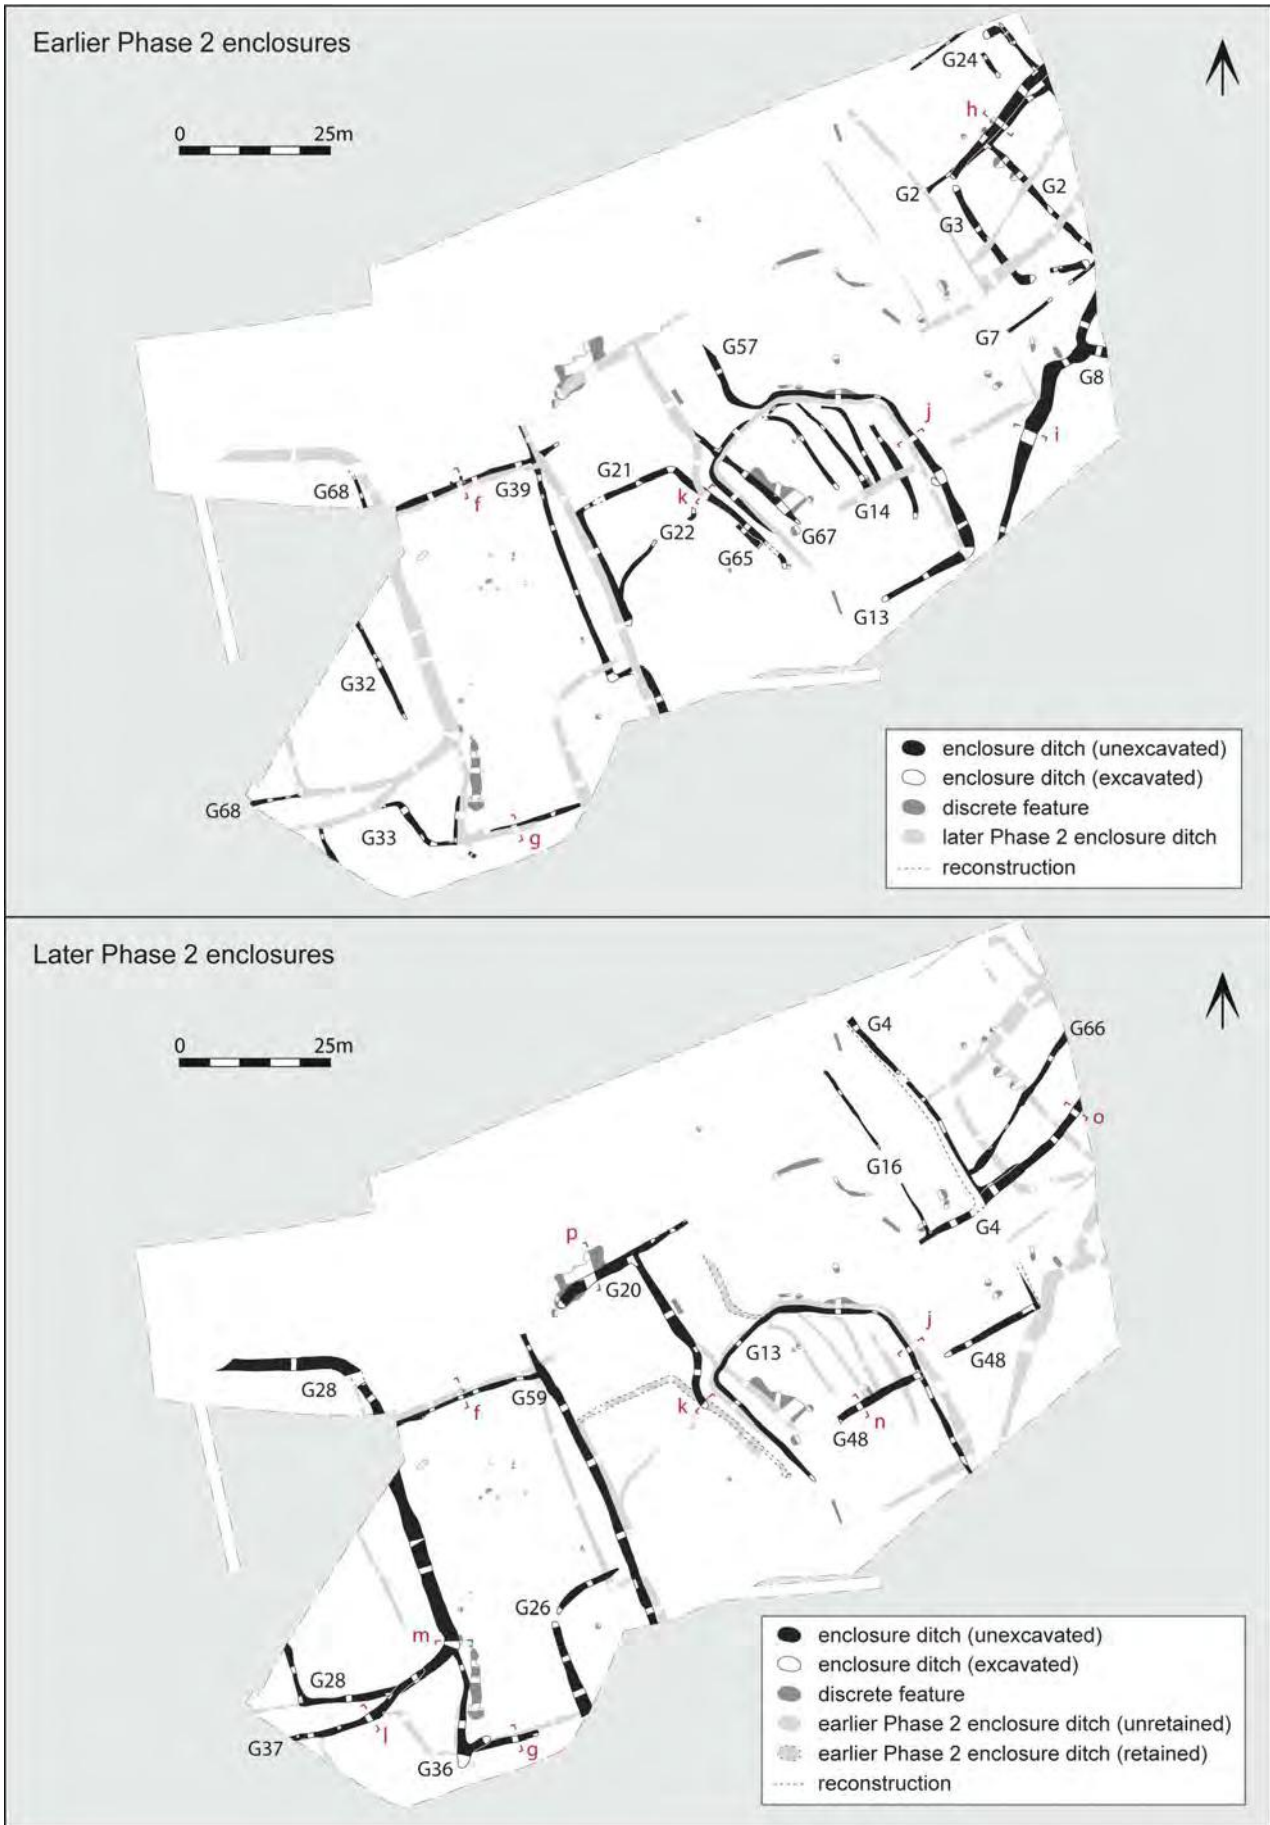 Earlier Phase 2 enclosures
0 25m
G24
h
G2
G2
G3
G7
G57
G8
j
i
G21
G68
f
G39
k
G22
G14
G67
G65
G13
G32
G68
G33
g
enclosure ditch (unexcavated)
enclosure ditch (excavated)
discrete feature
later Phase 2 enclosure ditch
reconstruction
Later Phase 2 enclosures
0 25m
G4
G66
o
G16
G4
p
G20
j
G13
G48
G28
G59
f
k
n
G48
G26
m
G28
l
G37
g
G36
enclosure ditch (unexcavated)
enclosure ditch (excavated)
discrete feature
earlier Phase 2 enclosure ditch (unretained)
earlier Phase 2 enclosure ditch (retained)
reconstruction